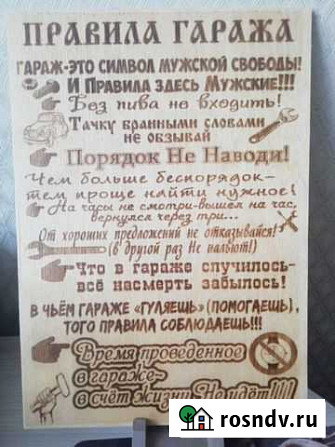 ПРАВИЛА ГАРАЖА
ГАРАЖ-ЭТО СИМВОЛ МУЖСКОЙ СВОБОДЫ!
И ПРАВИЛА ЗДЕСЬ МУЖСКИЕ!!!
Без пива не входить!
Тачку бранными словами
не обзывай
Порядок Не Наводи!
Чем больше беспорядок-
тем проще найти нужное!
На часы не смотри-вышел на час,
вернулся через три...
От хороших предложений не отказывайся!
(в другой раз Не нальют!)
Что в гараже случилось-
всё насмерть забылось!
В ЧЬЁМ ГАРАЖЕ «ГУЛЯЕШЬ» (ПОМОГАЕШЬ),
ТОГО ПРАВИЛА СОБЛЮДАЕШЬ!!!
Время проведенное
в гараже-
в счёт жизни Не идёт!!!!
rosndv.ru